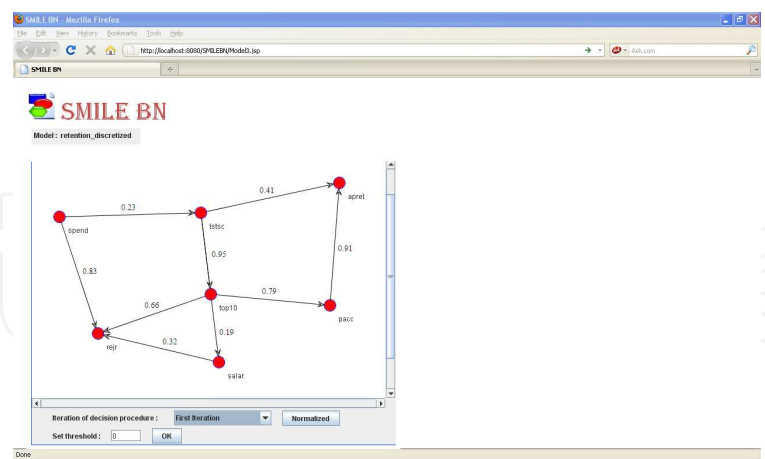 SMILE BN - Mozilla Firefox
File Edit View History Bookmarks Tools Help
http://localhost:8080/SMILEBN/Model3.jsp
Ask.com
SMILE BN
SMILE BN
Model : retention_discretized
apret
0.41
0.23
tstsc
spend
0.95
0.91
0.83
0.79
0.66
top10
pacc
0.19
0.32
rejr
salar
Iteration of decision procedure : First Iteration Normalized
Set threshold : 0 OK
Done